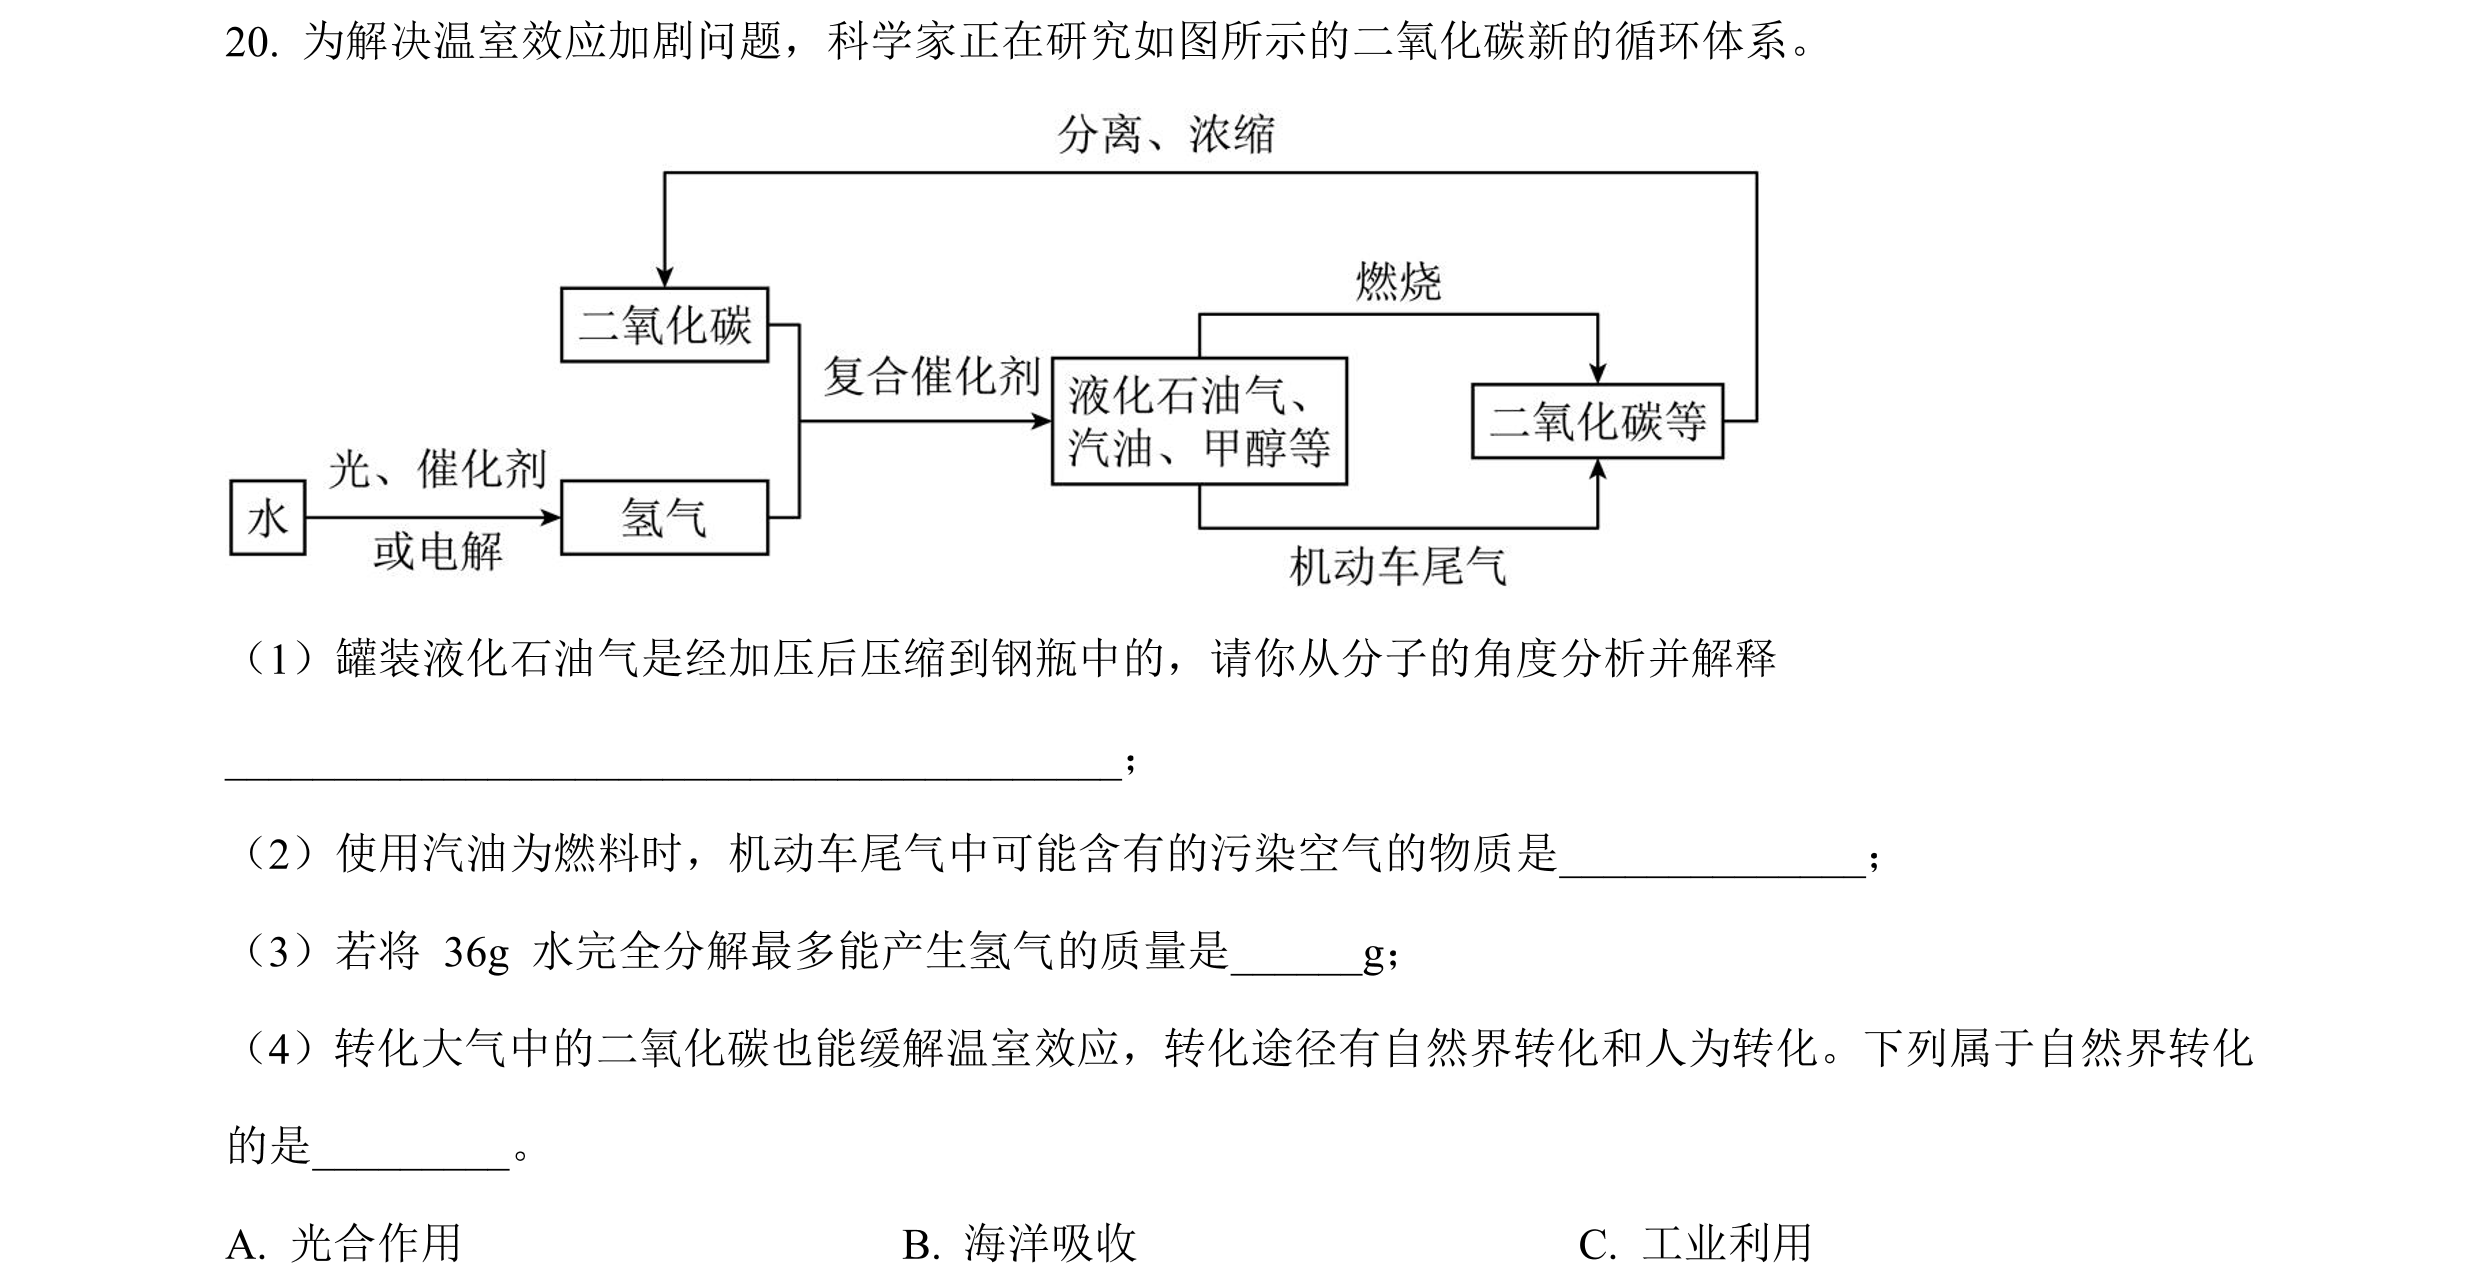 20. 为解决温室效应加剧问题，科学家正在研究如图所示的二氧化碳新的循环体系。
分离、浓缩
燃烧
二氧化碳
复合催化剂
液化石油气、
汽油、甲醇等
二氧化碳等
光、催化剂
水
氢气
或电解
机动车尾气
（1）罐装液化石油气是经加压后压缩到钢瓶中的，请你从分子的角度分析并解释
_________________________________________；
（2）使用汽油为燃料时，机动车尾气中可能含有的污染空气的物质是______________；
（3）若将 36g 水完全分解最多能产生氢气的质量是______g；
（4）转化大气中的二氧化碳也能缓解温室效应，转化途径有自然界转化和人为转化。下列属于自然界转化
的是_________。
A. 光合作用 B. 海洋吸收 C. 工业利用